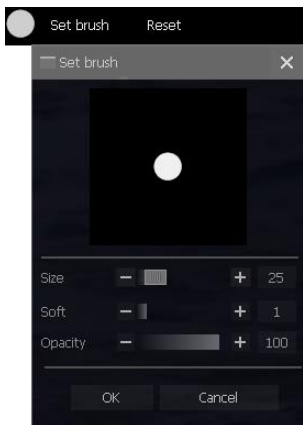 Set brush Reset
Set brush
Size 25
Soft 1
Opacity 100
OK Cancel